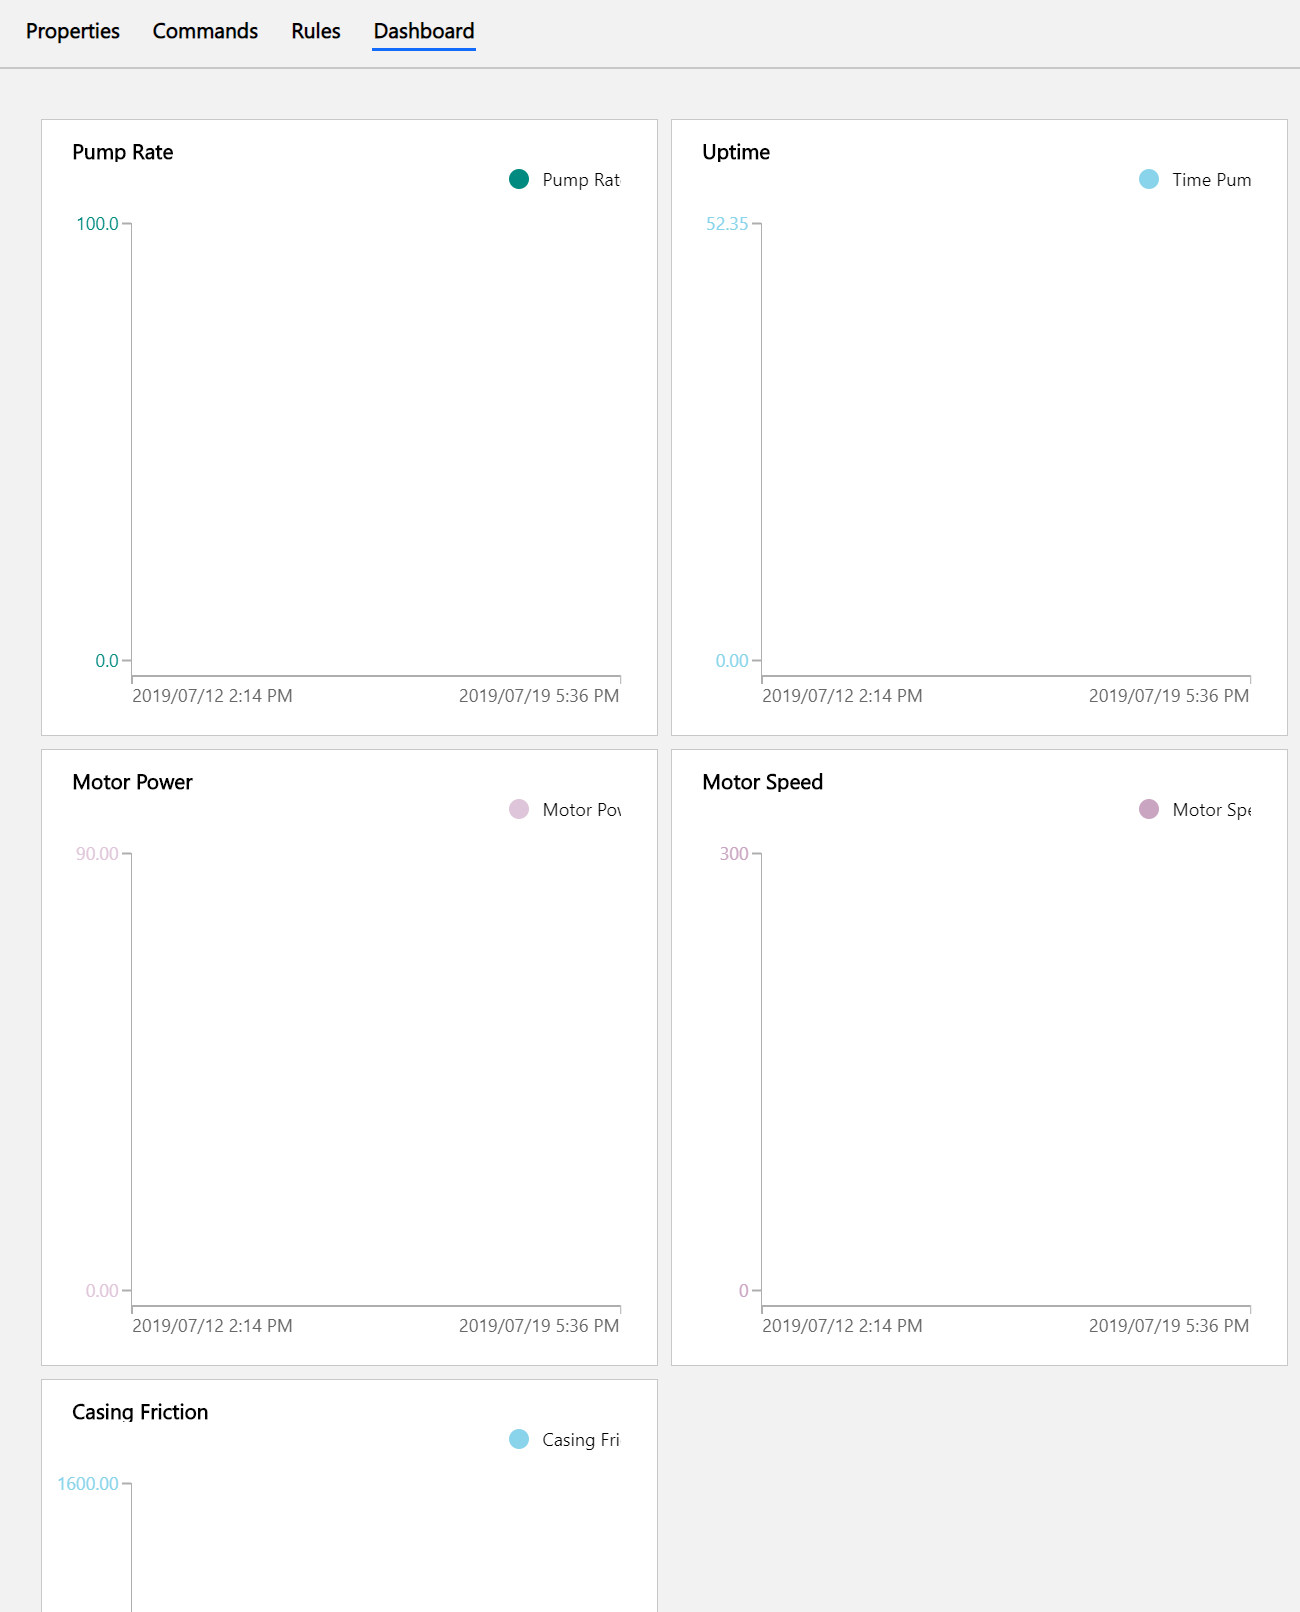 Properties Commands Rules Dashboard
Pump Rate
Pump Rat
100.0
0.0
2019/07/12 2:14 PM 2019/07/19 5:36 PM
Uptime
Time Pum
52.35
0.00
2019/07/12 2:14 PM 2019/07/19 5:36 PM
Motor Power
Motor Pow
90.00
0.00
2019/07/12 2:14 PM 2019/07/19 5:36 PM
Motor Speed
Motor Spe
300
0
2019/07/12 2:14 PM 2019/07/19 5:36 PM
Casing Friction
Casing Fri
1600.00